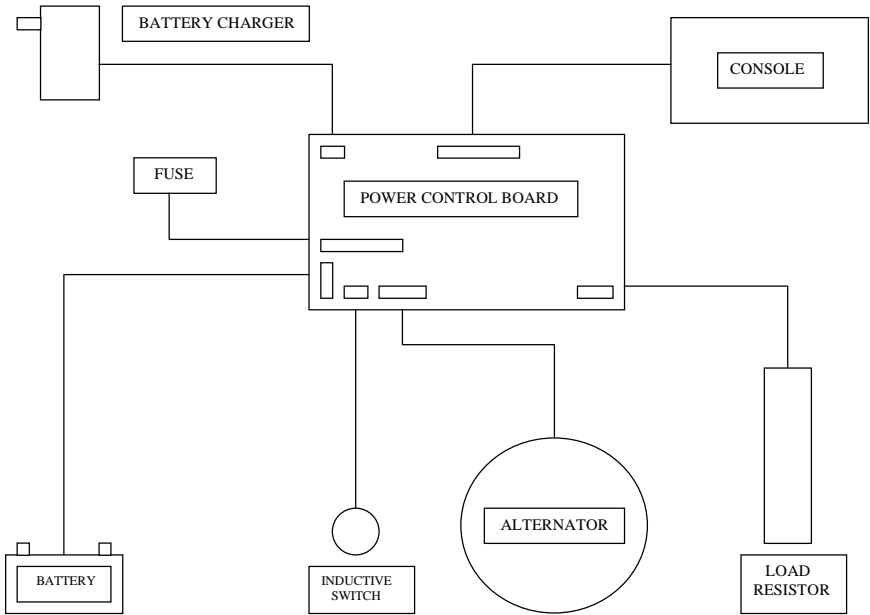 BATTERY CHARGER
CONSOLE
FUSE
POWER CONTROL BOARD
ALTERNATOR
BATTERY
INDUCTIVE
SWITCH
LOAD
RESISTOR